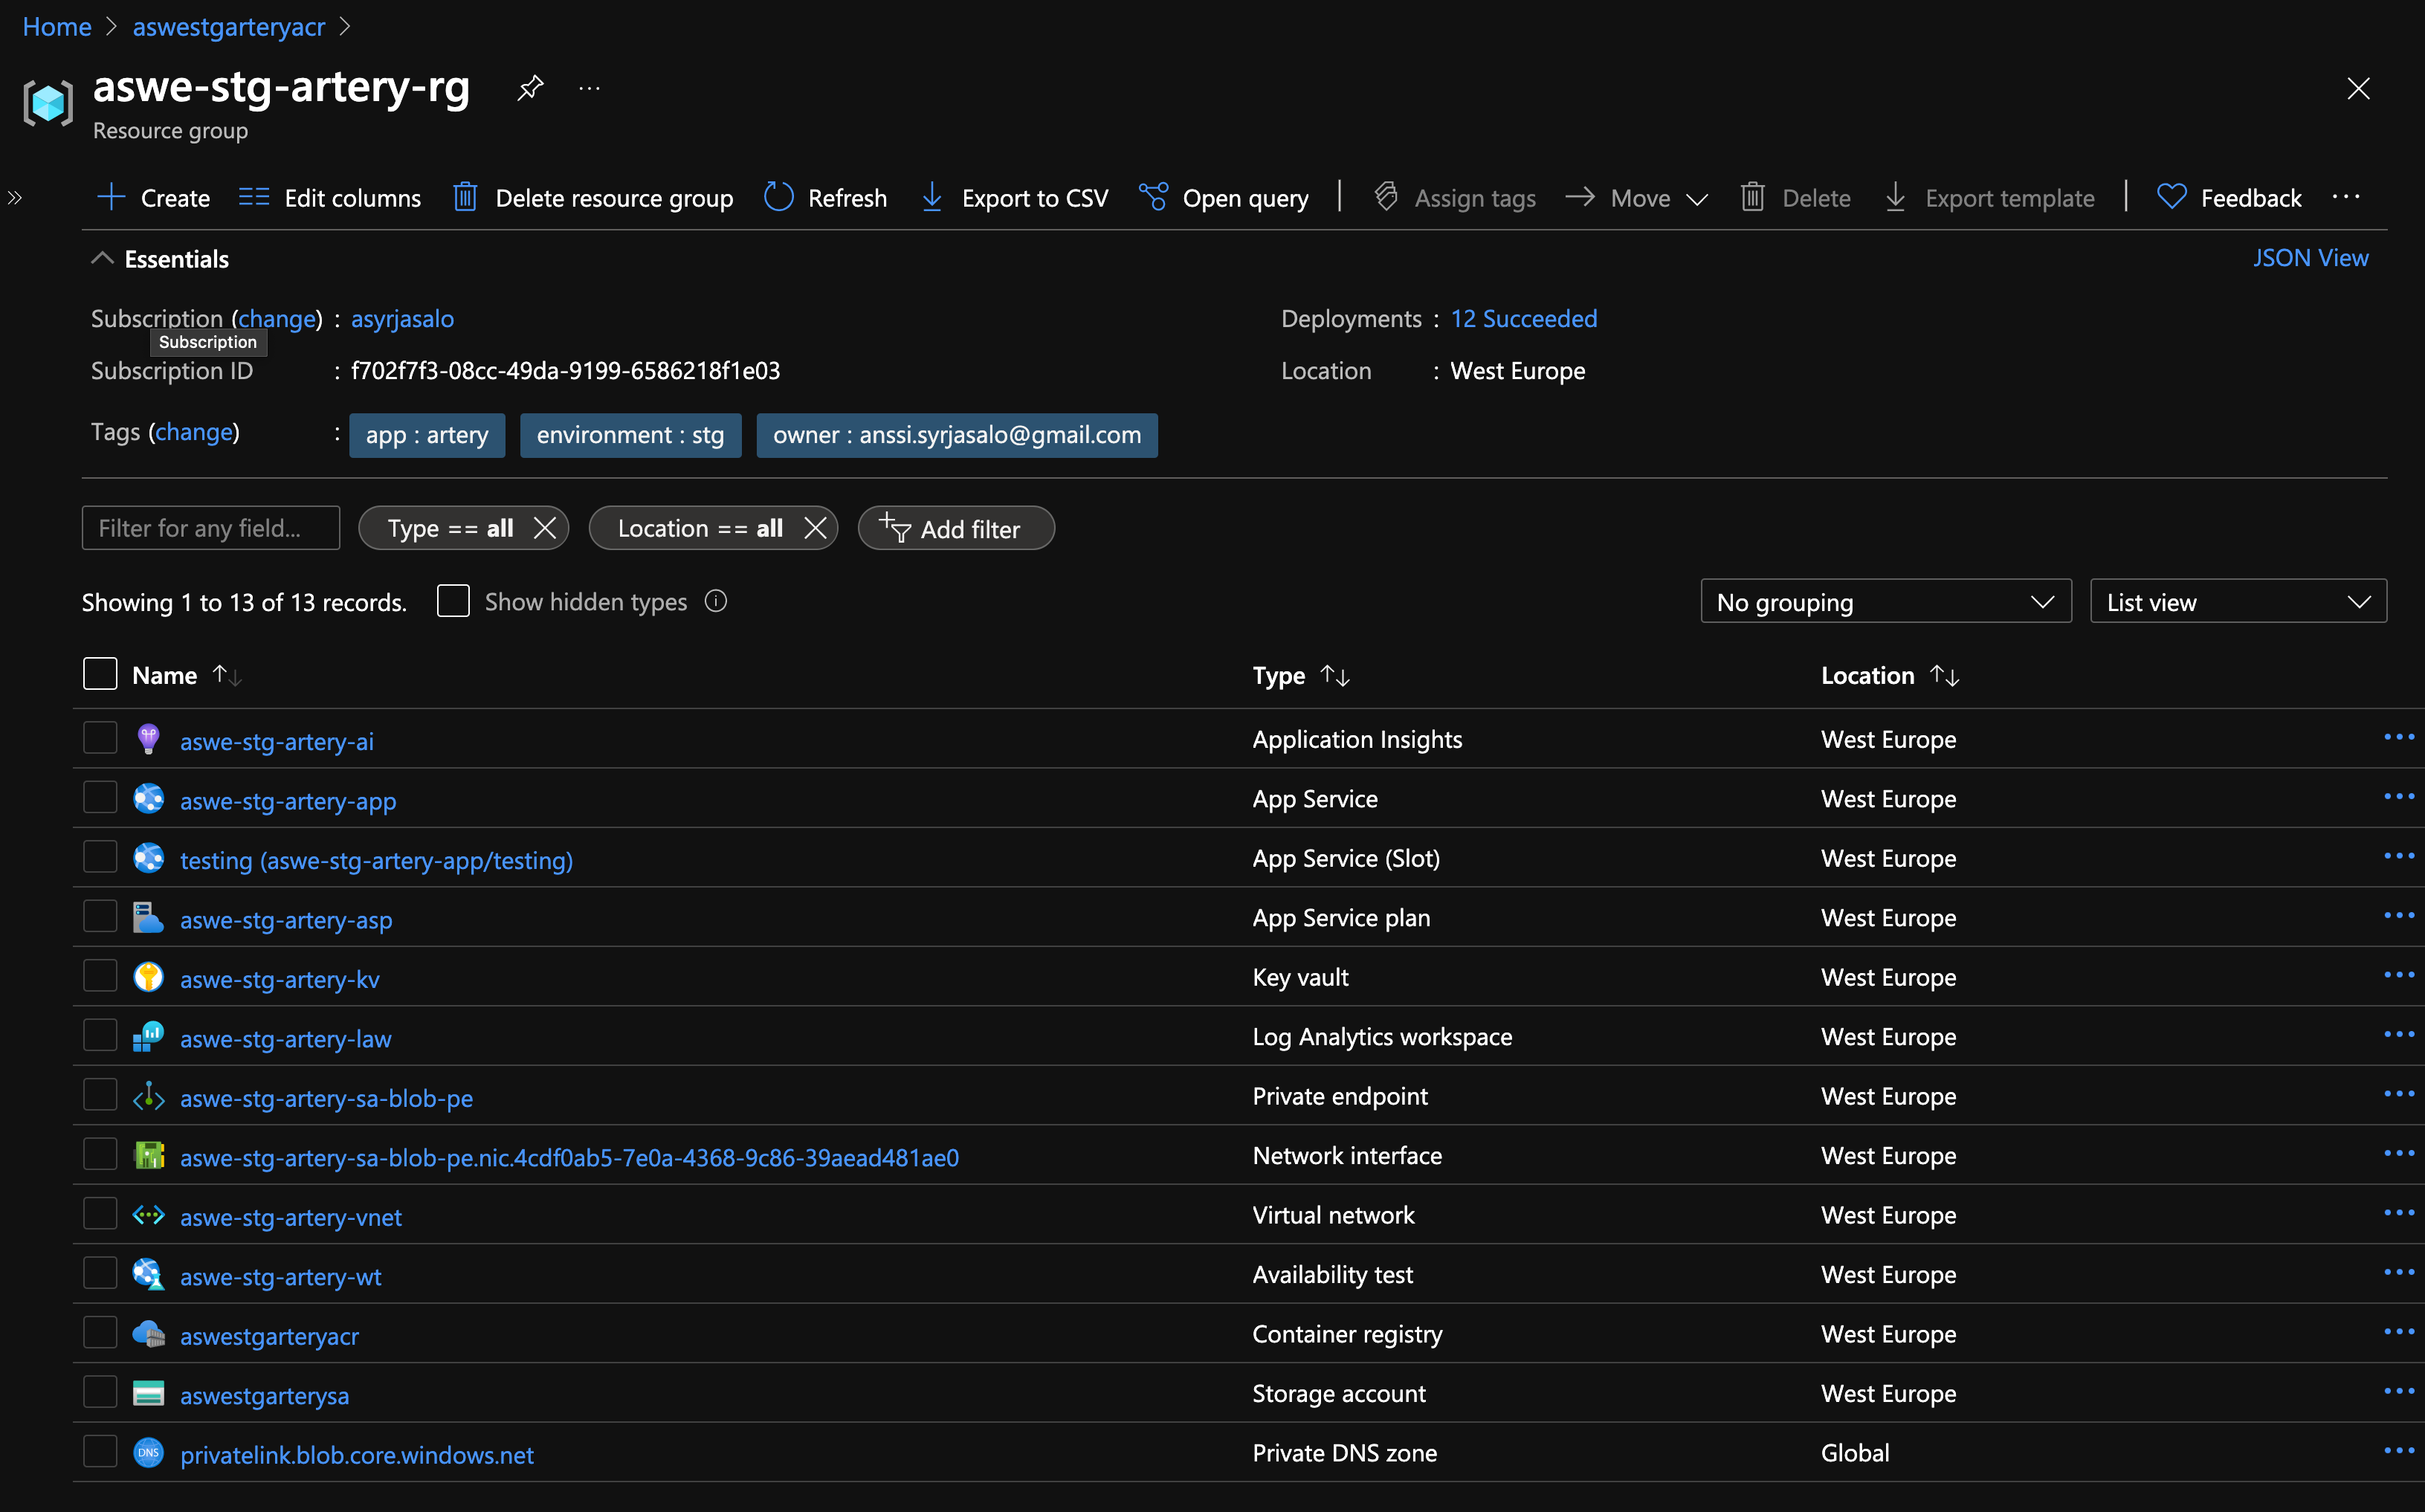 Home > aswestgarteryacr >
aswe-stg-artery-rg ...
Resource group
Create Edit columns Delete resource group Refresh Export to CSV Open query Assign tags Move Delete Export template Feedback ...
Essentials JSON View
Subscription (change) : asyrjasalo Deployments : 12 Succeeded
Subscription
Subscription ID : f702f7f3-08cc-49da-9199-6586218f1e03 Location : West Europe
Tags (change) : app : artery environment : stg owner : anssi.syrjasalo@gmail.com
Filter for any field... Type == all Location == all Add filter
Showing 1 to 13 of 13 records. Show hidden types No grouping List view
Name Type Location
aswe-stg-artery-ai Application Insights West Europe
aswe-stg-artery-app App Service West Europe
testing (aswe-stg-artery-app/testing) App Service (Slot) West Europe
aswe-stg-artery-asp App Service plan West Europe
aswe-stg-artery-kv Key vault West Europe
aswe-stg-artery-law Log Analytics workspace West Europe
aswe-stg-artery-sa-blob-pe Private endpoint West Europe
aswe-stg-artery-sa-blob-pe.nic.4cdf0ab5-7e0a-4368-9c86-39aead481ae0 Network interface West Europe
aswe-stg-artery-vnet Virtual network West Europe
aswe-stg-artery-wt Availability test West Europe
aswestgarteryacr Container registry West Europe
aswestgarterysa Storage account West Europe
DNS privatelink.blob.core.windows.net Private DNS zone Global